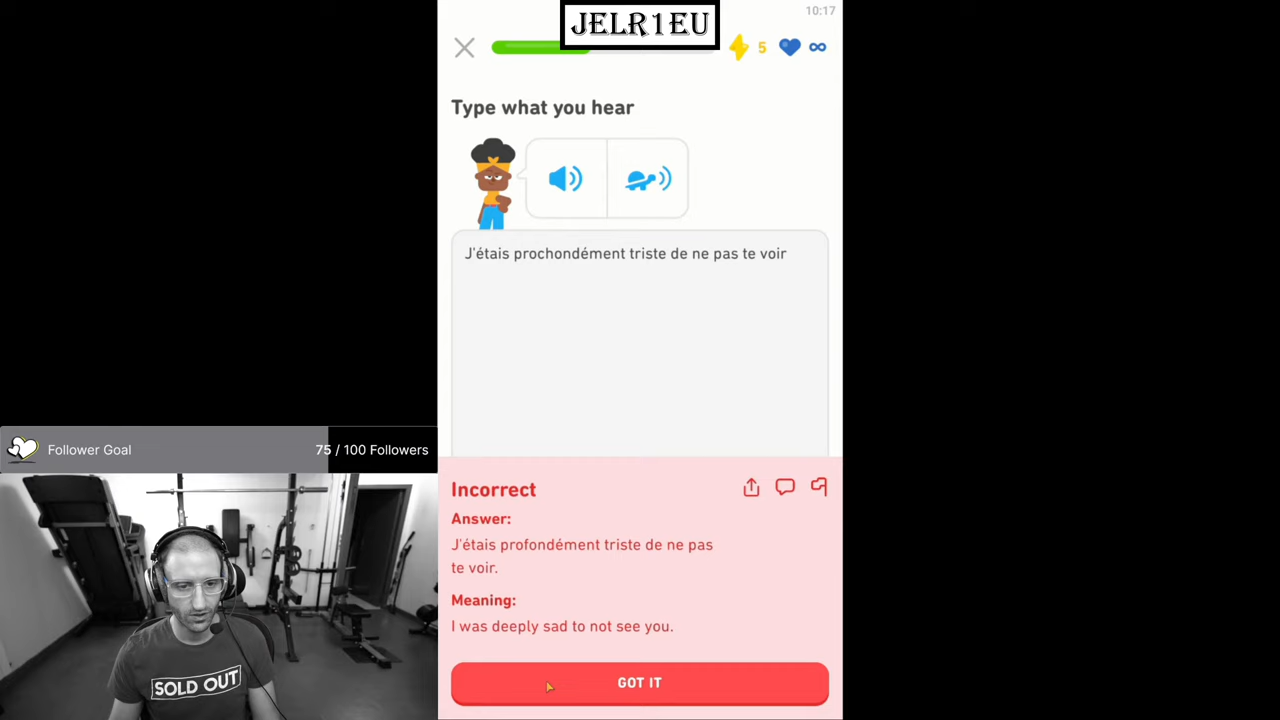 JELR1EU
10:17
5 ∞
Type what you hear
J'étais prochondément triste de ne pas te voir
Follower Goal 75 / 100 Followers
Incorrect
Answer:
J'étais profondément triste de ne pas
te voir.
Meaning:
I was deeply sad to not see you.
GOT IT
SOLD OUT